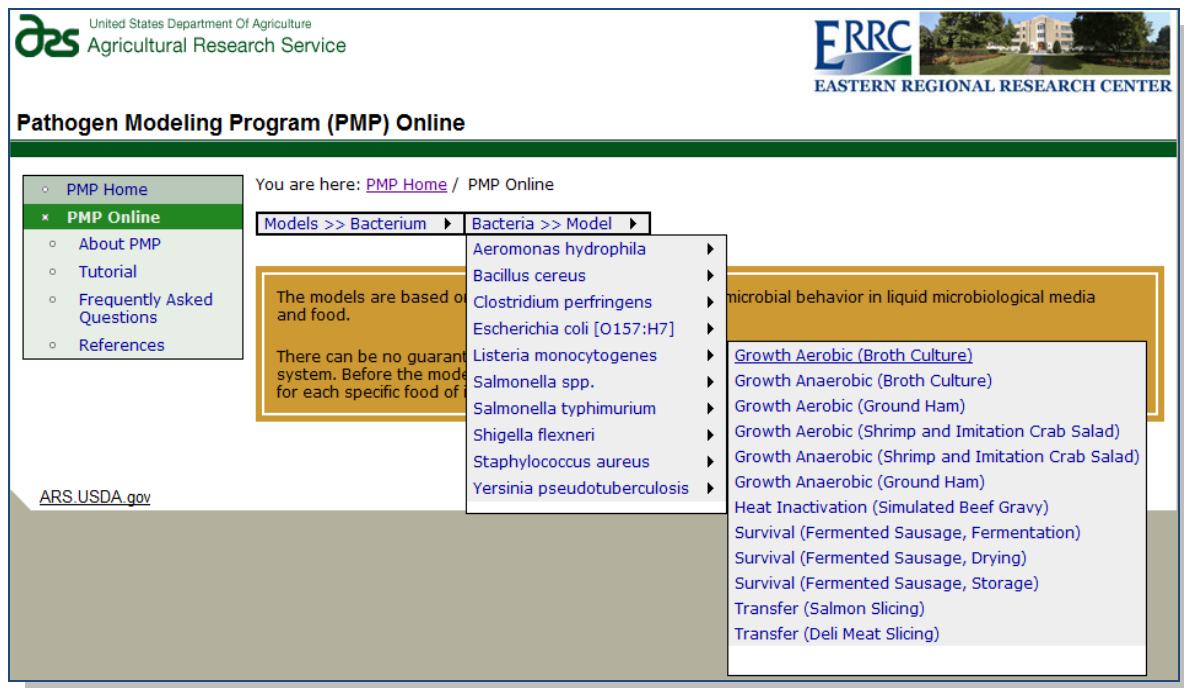 ars
United States Department Of Agriculture
Agricultural Research Service
ERRC
EASTERN REGIONAL RESEARCH CENTER
Pathogen Modeling Program (PMP) Online
PMP Home
PMP Online
About PMP
Tutorial
Frequently Asked
Questions
References
You are here: PMP Home / PMP Online
Models >> Bacterium
Bacteria >> Model
Aeromonas hydrophila
Bacillus cereus
Clostridium perfringens
Escherichia coli [O157:H7]
Listeria monocytogenes
Salmonella spp.
Salmonella typhimurium
Shigella flexneri
Staphylococcus aureus
Yersinia pseudotuberculosis
Growth Aerobic (Broth Culture)
Growth Anaerobic (Broth Culture)
Growth Aerobic (Ground Ham)
Growth Aerobic (Shrimp and Imitation Crab Salad)
Growth Anaerobic (Shrimp and Imitation Crab Salad)
Growth Anaerobic (Ground Ham)
Heat Inactivation (Simulated Beef Gravy)
Survival (Fermented Sausage, Fermentation)
Survival (Fermented Sausage, Drying)
Survival (Fermented Sausage, Storage)
Transfer (Salmon Slicing)
Transfer (Deli Meat Slicing)
The models are based microbial behavior in liquid microbiological media
and food.
There can be no
system. Before the
for each specific food of
ARS.USDA.gov